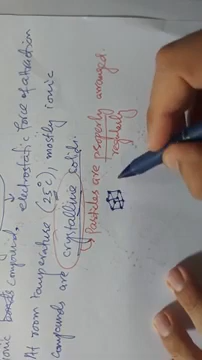 ionic bonds compound. electrostatic force of attraction
At room temperature (25°c), mostly ionic
compounds are crystalline solids.
Particles are properly arranged.
regularly